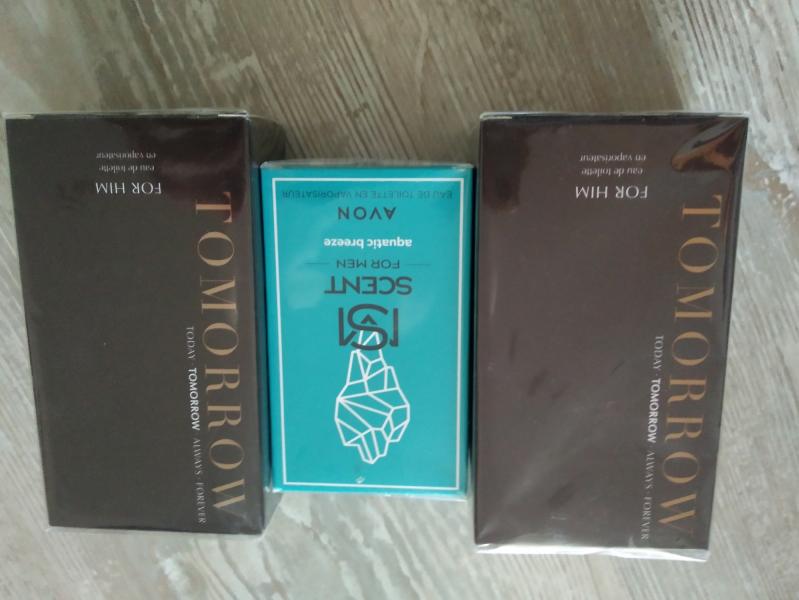 TOMORROW
TODAY · TOMORROW · ALWAYS · FOREVER
FOR HIM
eau de toilette
en vaporisateur
SM
SCENT
FOR MEN
aquatic breeze
AVON
EAU DE TOILETTE EN VAPORISATEUR
TOMORROW
TODAY · TOMORROW · ALWAYS · FOREVER
FOR HIM
eau de toilette
en vaporisateur